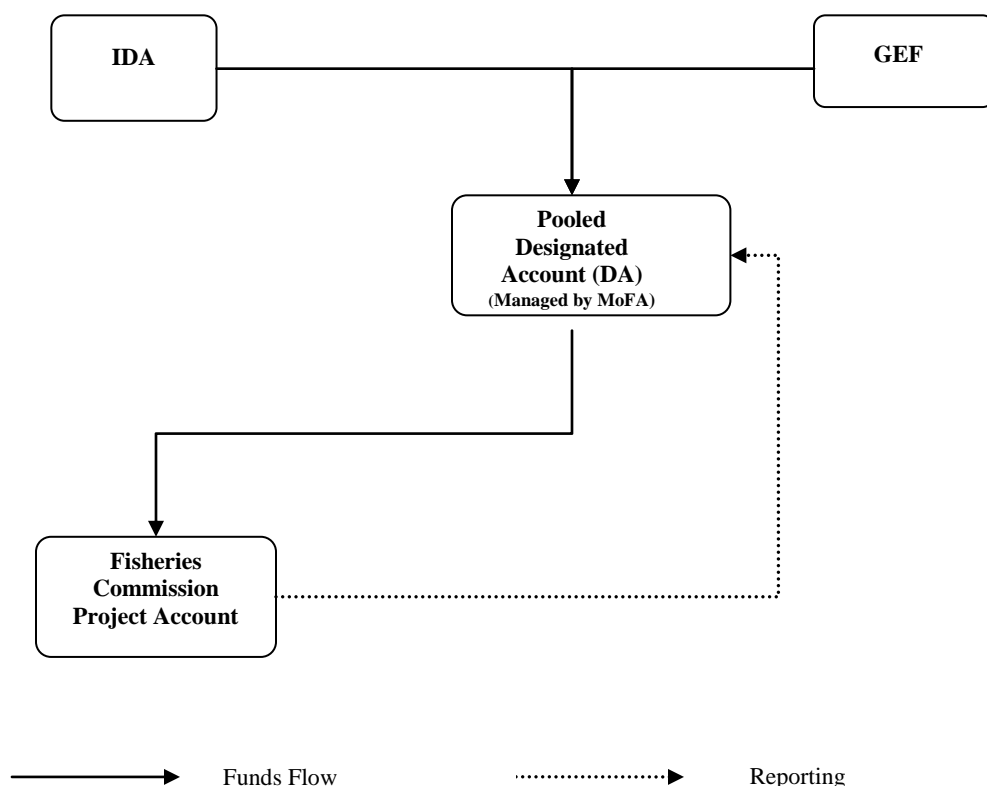 IDA
GEF
Pooled
Designated
Account (DA)
(Managed by MoFA)
Fisheries
Commission
Project Account
Funds Flow
Reporting